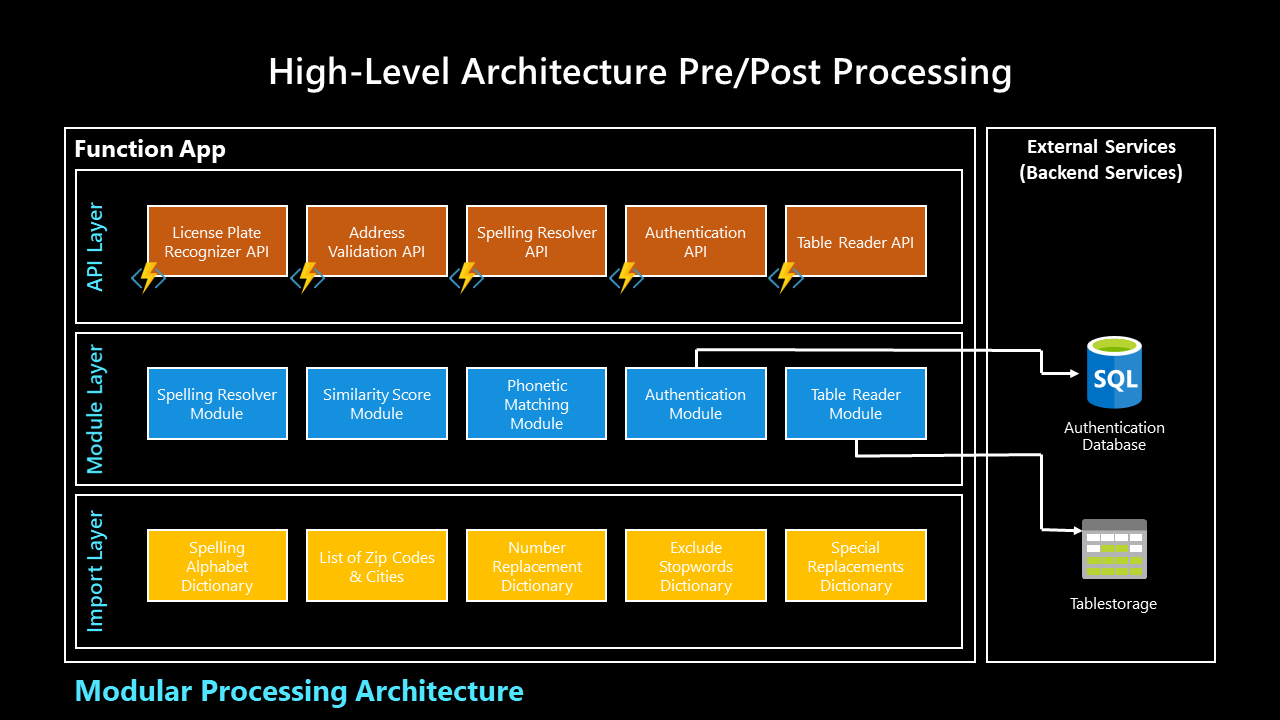 High-Level Architecture Pre/Post Processing
Function App
External Services
(Backend Services)
API Layer
License Plate
Recognizer API
Address
Validation API
Spelling Resolver
API
Authentication
API
Table Reader API
Module Layer
Spelling Resolver
Module
Similarity Score
Module
Phonetic
Matching
Module
Authentication
Module
Table Reader
Module
SQL
Authentication
Database
Import Layer
Spelling
Alphabet
Dictionary
List of Zip Codes
& Cities
Number
Replacement
Dictionary
Exclude
Stopwords
Dictionary
Special
Replacements
Dictionary
Tablestorage
Modular Processing Architecture